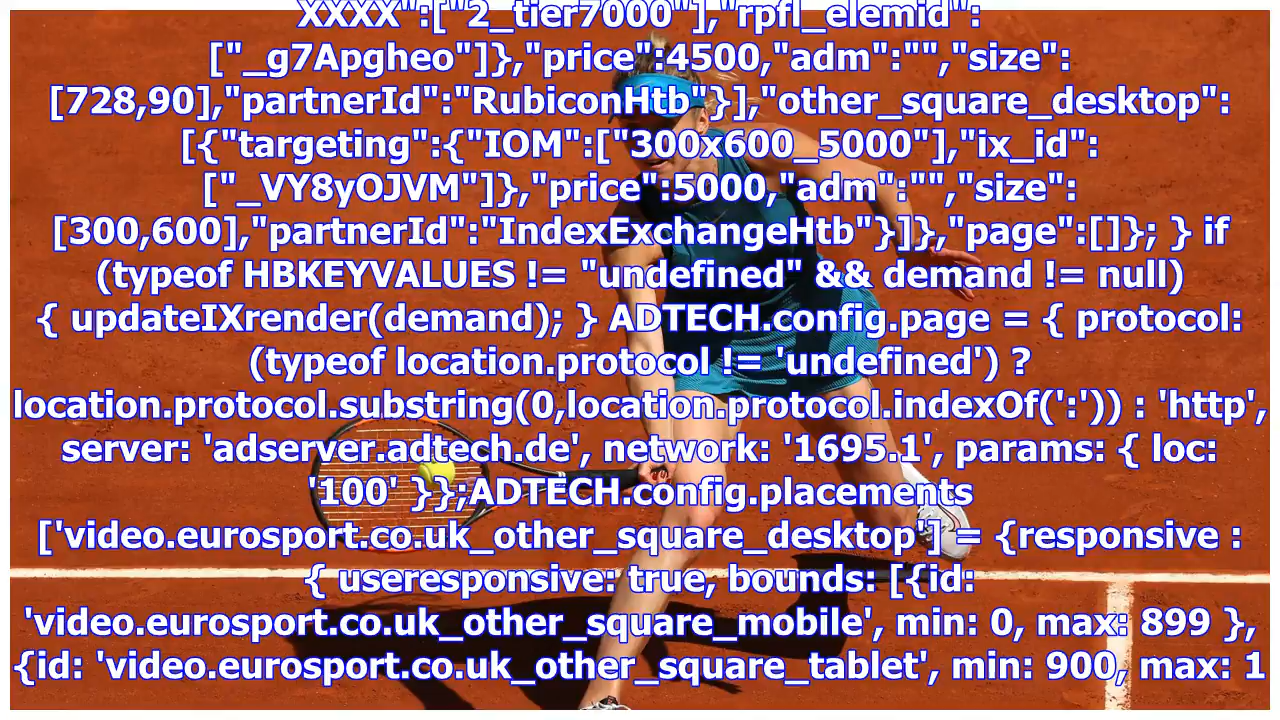 XXXX":["2_tier7000"],"rpfl_elemid":
["_g7Apgheo"]},"price":4500,"adm":"","size":
[728,90],"partnerId":"RubiconHtb"}],"other_square_desktop":
[{"targeting":{"IOM":["300x600_5000"],"ix_id":
["_VY8yOJVM"]},"price":5000,"adm":"","size":
[300,600],"partnerId":"IndexExchangeHtb"}]},"page":[]}; } if
(typeof HBKEYVALUES != "undefined" && demand != null)
{ updateIXrender(demand); } ADTECH.config.page = { protocol:
(typeof location.protocol != 'undefined') ?
location.protocol.substring(0,location.protocol.indexOf(':')) : 'http',
server: 'adserver.adtech.de', network: '1695.1', params: { loc:
'100' }};ADTECH.config.placements
['video.eurosport.co.uk_other_square_desktop'] = {responsive :
{ useresponsive: true, bounds: [{id:
'video.eurosport.co.uk_other_square_mobile', min: 0, max: 899 },
{id: 'video.eurosport.co.uk_other_square_tablet', min: 900, max: 1